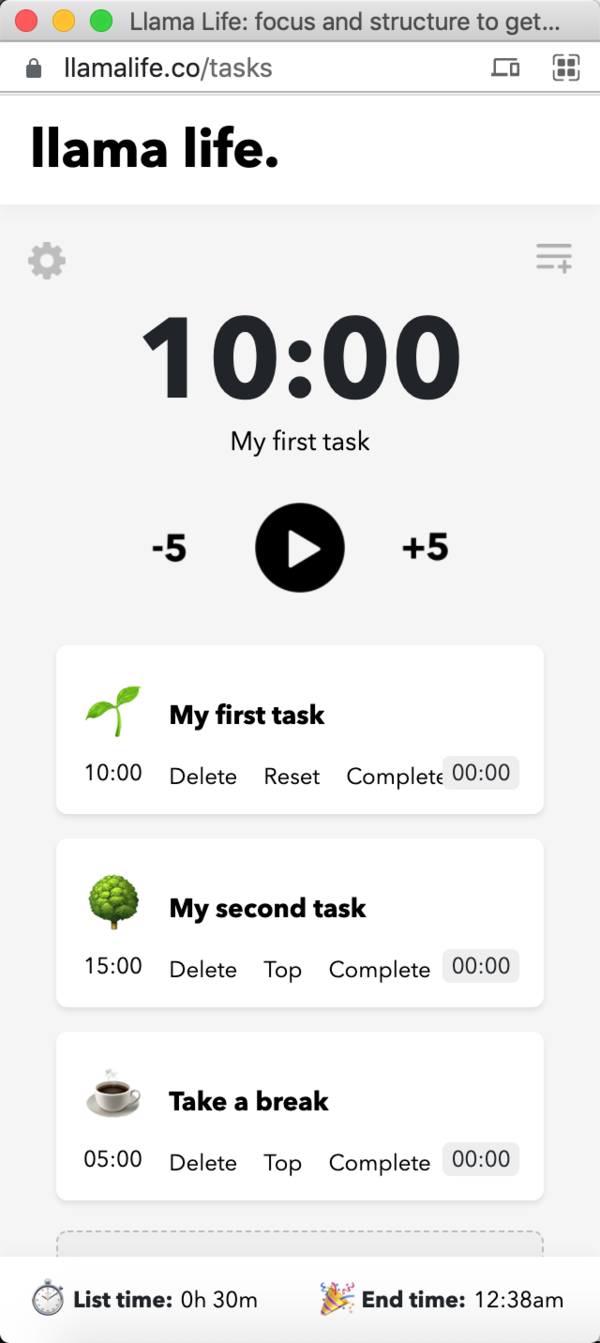 Llama Life: focus and structure to get...
llamalife.co/tasks
llama life.
10:00
My first task
-5 +5
My first task
10:00 Delete Reset Complete 00:00
My second task
15:00 Delete Top Complete 00:00
Take a break
05:00 Delete Top Complete 00:00
List time: 0h 30m End time: 12:38am